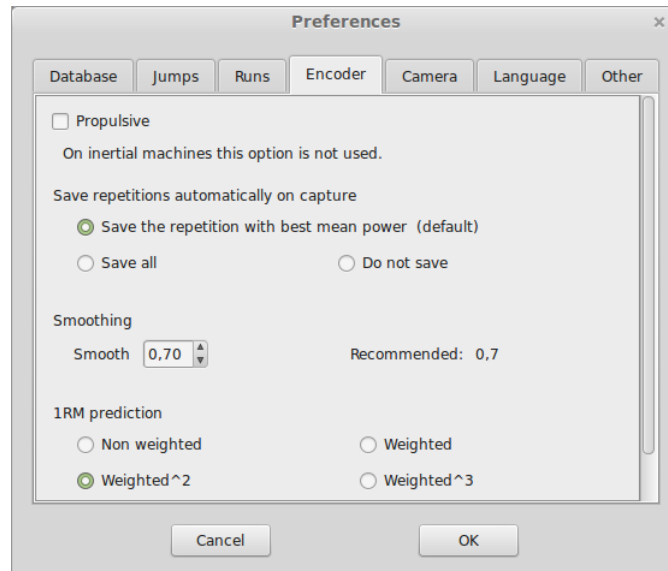 Preferences
Database Jumps Runs Encoder Camera Language Other
Propulsive
On inertial machines this option is not used.
Save repetitions automatically on capture
Save the repetition with best mean power (default)
Save all Do not save
Smoothing
Smooth 0,70 Recommended: 0,7
1RM prediction
Non weighted Weighted
Weighted^2 Weighted^3
Cancel OK